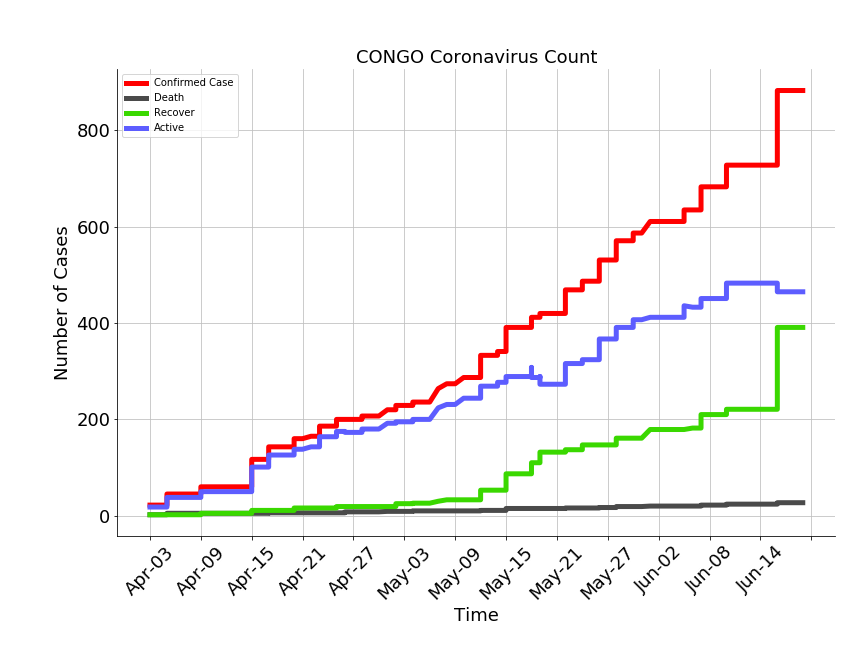 CONGO Coronavirus Count
Confirmed Case
Death
Recover
Active
Number of Cases
800
600
400
200
0
Apr-03
Apr-09
Apr-15
Apr-21
Apr-27
May-03
May-09
May-15
May-21
May-27
Jun-02
Jun-08
Jun-14
Time